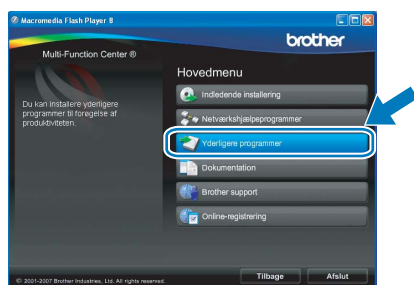 Macromedia Flash Player 8
brother
Multi-Function Center ®
Hovedmenu
Du kan installere yderligere
programmer til forøgelse af
produktiviteten.
Indledende installering
Netværkshjælpeprogrammer
Yderligere programmer
Dokumentation
Brother support
Online-registrering
© 2001-2007 Brother Industries, Ltd. All rights reserved.
Tilbage
Afslut